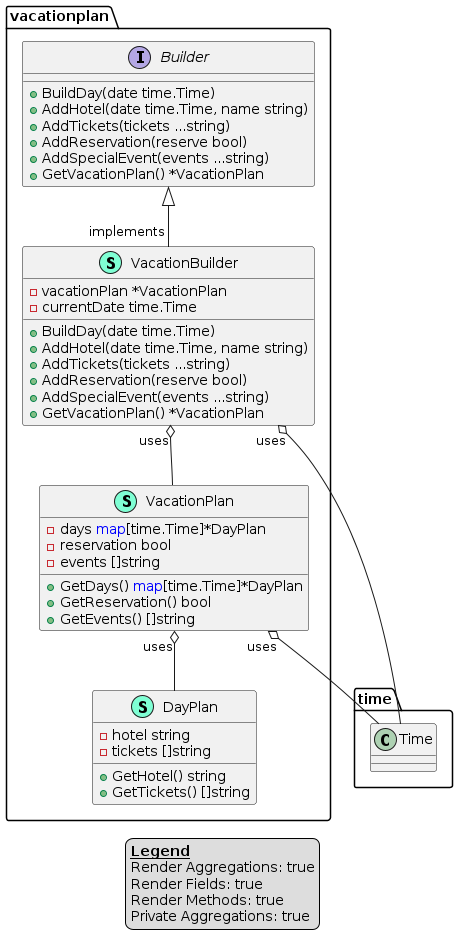 vacationplan
I Builder
BuildDay(date time.Time)
AddHotel(date time.Time, name string)
AddTickets(tickets ...string)
AddReservation(reserve bool)
AddSpecialEvent(events ...string)
GetVacationPlan() *VacationPlan
implements
S VacationBuilder
vacationPlan *VacationPlan
currentDate time.Time
BuildDay(date time.Time)
AddHotel(date time.Time, name string)
AddTickets(tickets ...string)
AddReservation(reserve bool)
AddSpecialEvent(events ...string)
GetVacationPlan() *VacationPlan
uses
uses
S VacationPlan
days map[time.Time]*DayPlan
reservation bool
events []string
GetDays() map[time.Time]*DayPlan
GetReservation() bool
GetEvents() []string
uses
uses
time
C Time
S DayPlan
hotel string
tickets []string
GetHotel() string
GetTickets() []string
Legend
Render Aggregations: true
Render Fields: true
Render Methods: true
Private Aggregations: true